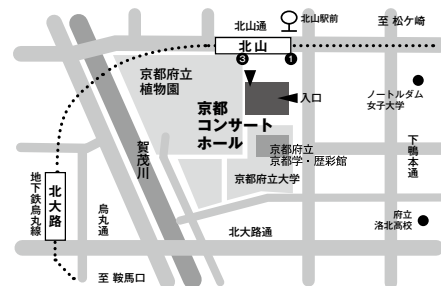 北山通
北山駅前
至 松ケ崎
北山
3
1
京都府立
植物園
入口
ノートルダム
女子大学
京都
コンサート
ホール
賀茂川
京都府立
京都学・歴彩館
下鴨本通
京都府立大学
地下鉄烏丸線
北大路
烏丸通
府立
洛北高校
北大路通
至 鞍馬口